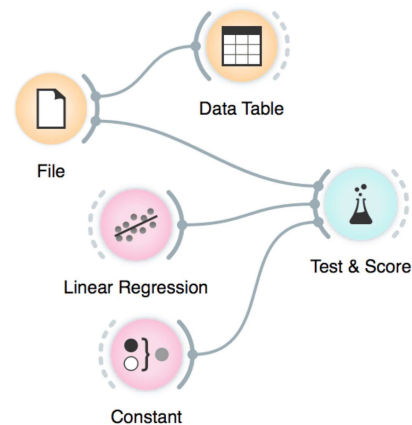 Data Table
File
Test & Score
Linear Regression
Constant